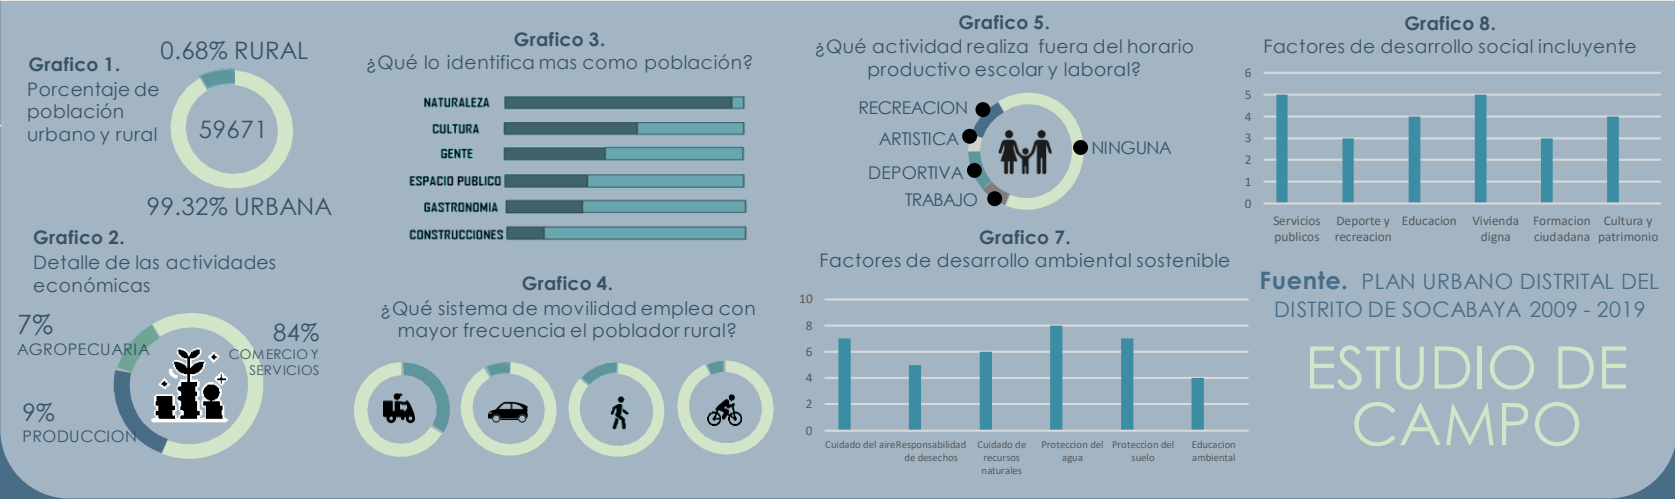 Grafico 1.
Porcentaje de
población
urbano y rural
0.68% RURAL
59671
99.32% URBANA
Grafico 2.
Detalle de las actividades
económicas
7%
AGROPECUARIA
84%
COMERCIO Y
SERVICIOS
9%
PRODUCCION
Grafico 3.
¿Qué lo identifica mas como población?
NATURALEZA
CULTURA
GENTE
ESPACIO PUBLICO
GASTRONOMIA
CONSTRUCCIONES
Grafico 4.
¿Qué sistema de movilidad emplea con
mayor frecuencia el poblador rural?
Grafico 5.
¿Qué actividad realiza fuera del horario
productivo escolar y laboral?
RECREACION
ARTISTICA
DEPORTIVA
TRABAJO
NINGUNA
Grafico 7.
Factores de desarrollo ambiental sostenible
10
8
6
4
2
0
Cuidado del aire
Responsabilidad
de desechos
Cuidado de
recursos
naturales
Proteccion del
agua
Proteccion del
suelo
Educacion
ambiental
Grafico 8.
Factores de desarrollo social incluyente
6
5
4
3
2
1
0
Servicios
publicos
Deporte y
recreacion
Educacion
Vivienda
digna
Formacion
ciudadana
Cultura y
patrimonio
Fuente. PLAN URBANO DISTRITAL DEL
DISTRITO DE SOCABAYA 2009 - 2019
ESTUDIO DE
CAMPO